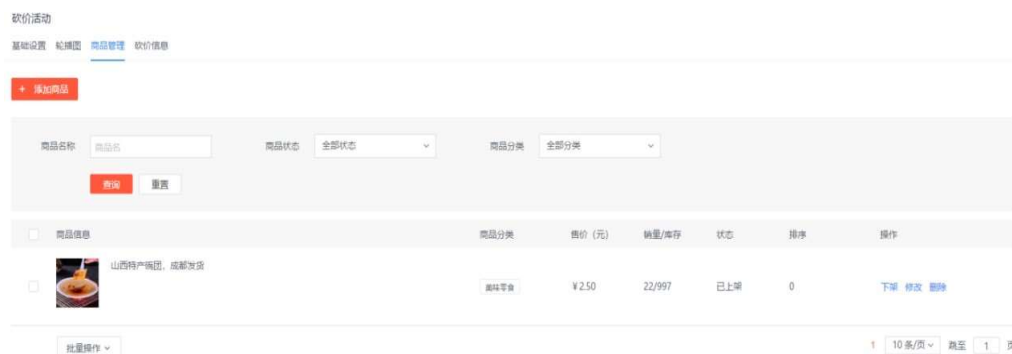 砍价活动
基础设置 轮播图 商品管理 砍价信息
+ 添加商品
商品名称 商品名 商品状态 全部状态 商品分类 全部分类
查询 重置
商品信息 商品分类 售价（元） 销量/库存 状态 排序 操作
山西特产碗团，成都发货
美味零食 ¥2.50 22/997 已上架 0 下架 修改 删除
批量操作 1 10条/页 跳至 1 页